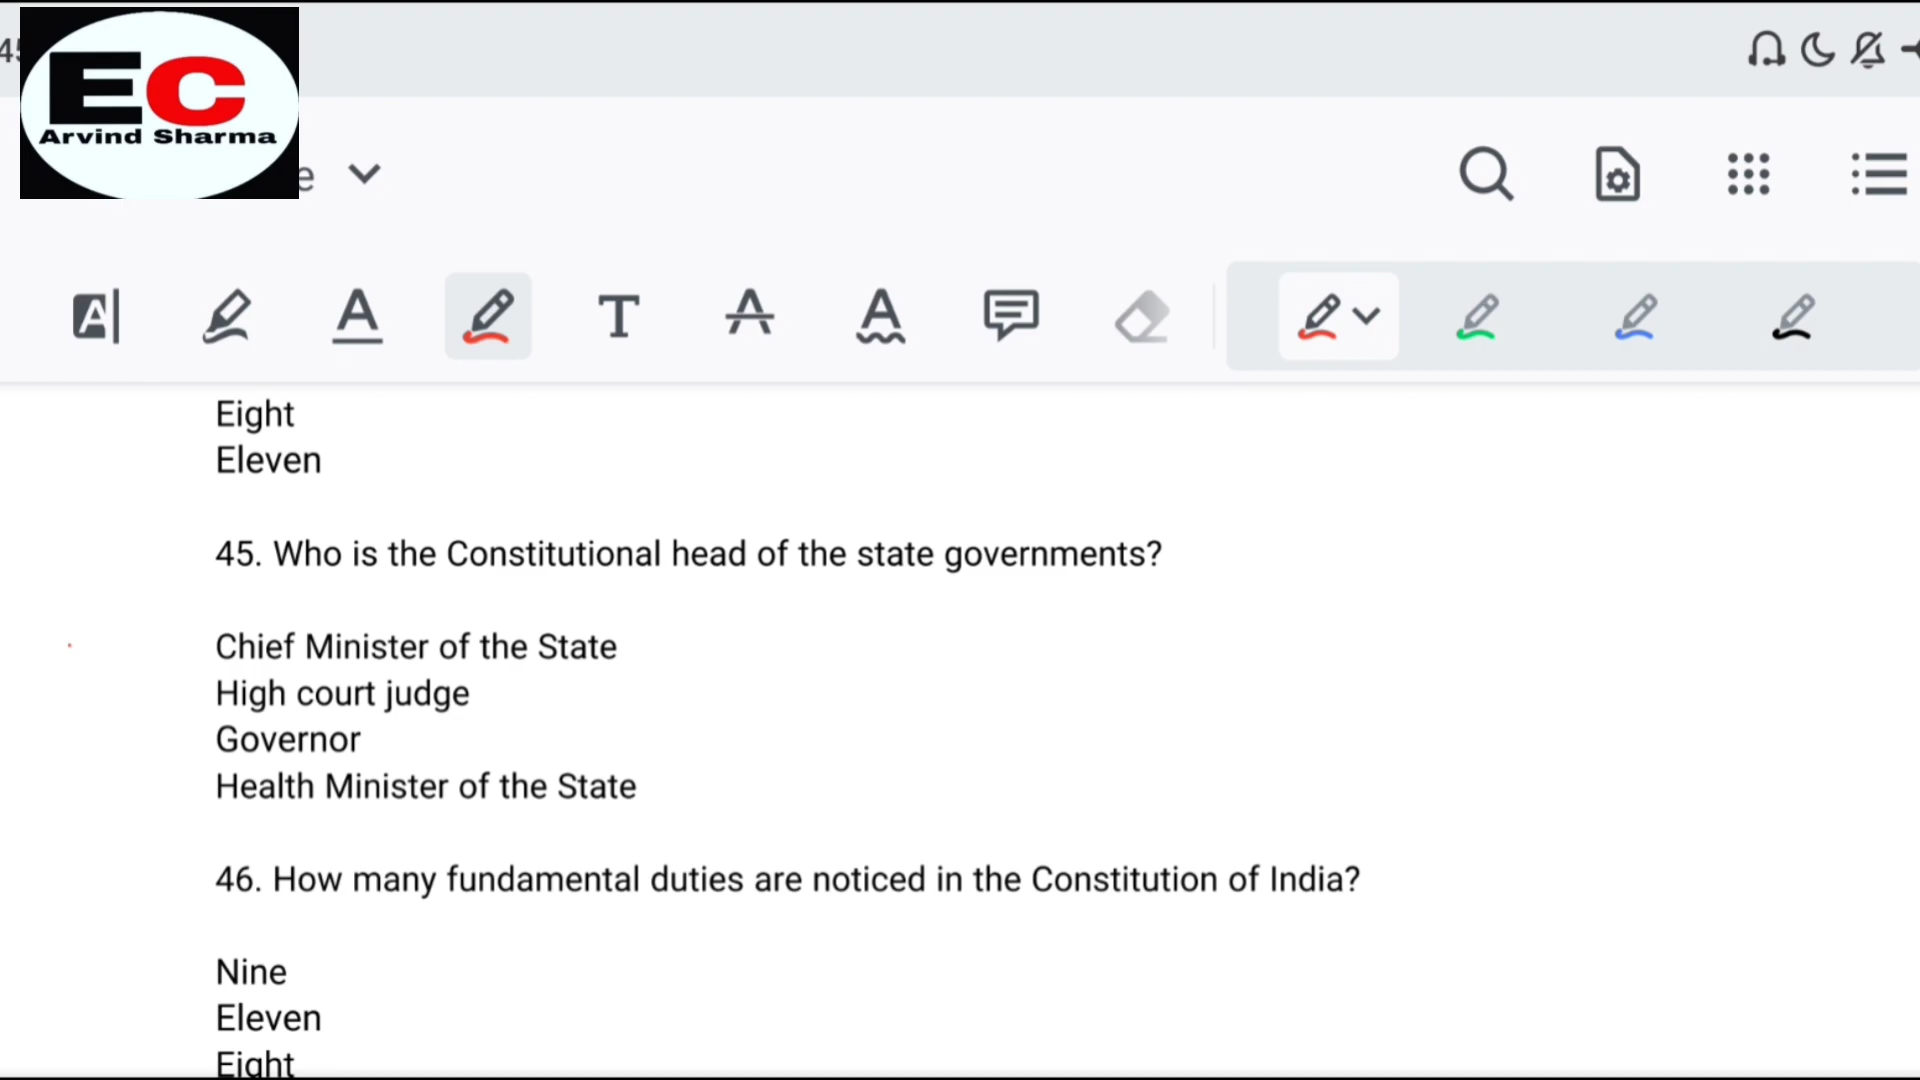 45
EC
Arvind Sharma
e
A
A
T
A
A
Eight
Eleven
45. Who is the Constitutional head of the state governments?
Chief Minister of the State
High court judge
Governor
Health Minister of the State
46. How many fundamental duties are noticed in the Constitution of India?
Nine
Eleven
Eight